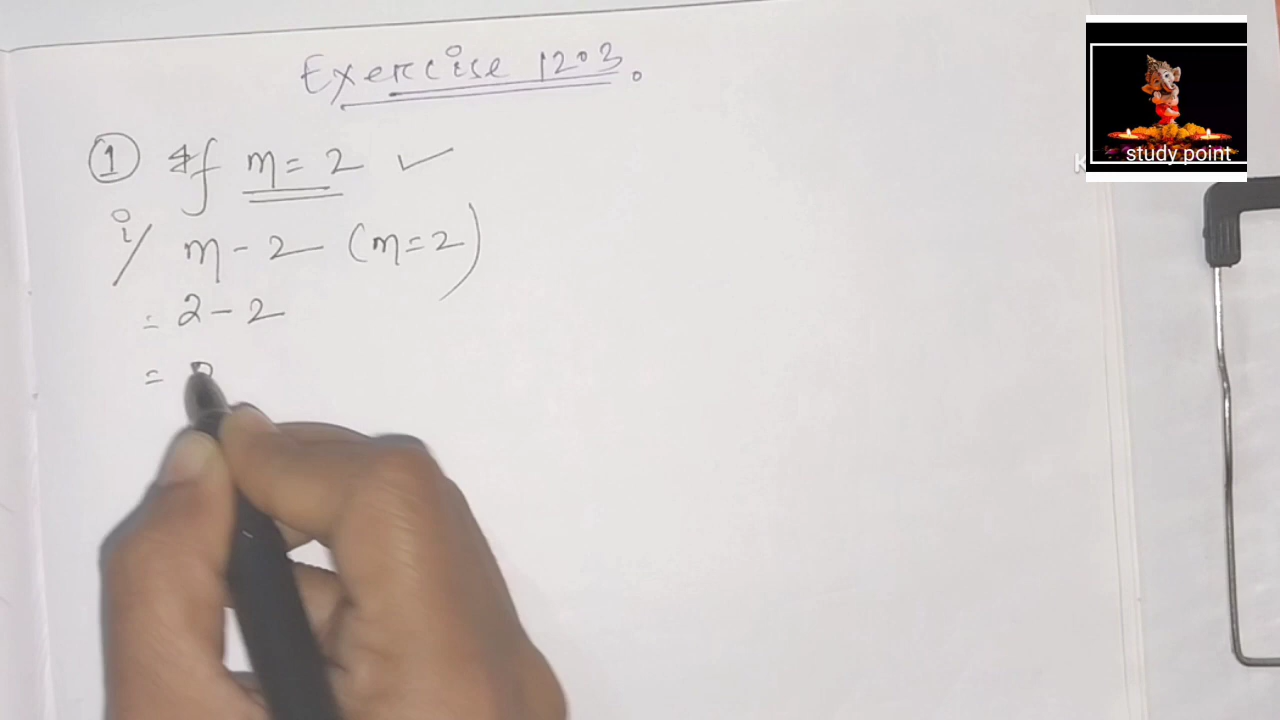 Exercise 12.3.
① If m = 2 ✓
i/ m - 2 (m = 2)
= 2 - 2
=
study point